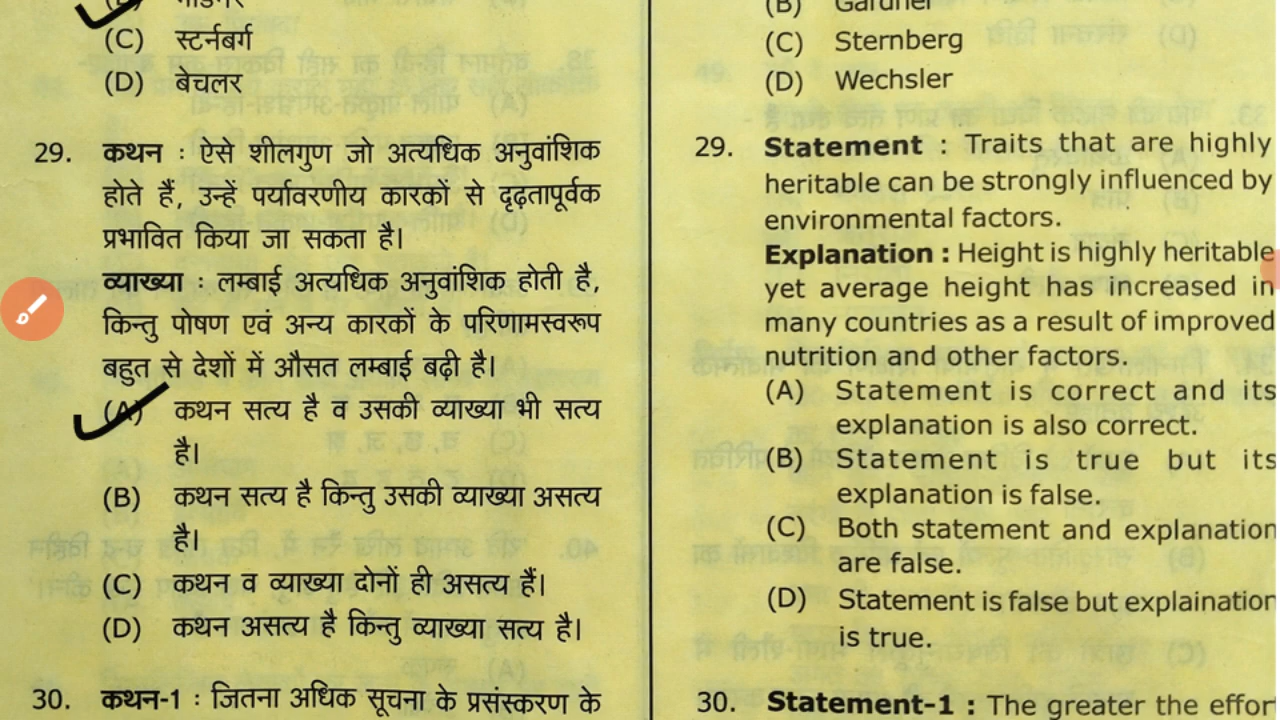 (C) स्टर्नबर्ग
(D) बेचलर
29. कथन : ऐसे शीलगुण जो अत्यधिक अनुवांशिक
होते हैं, उन्हें पर्यावरणीय कारकों से दृढ़तापूर्वक
प्रभावित किया जा सकता है।
व्याख्या : लम्बाई अत्यधिक अनुवांशिक होती है,
किन्तु पोषण एवं अन्य कारकों के परिणामस्वरूप
बहुत से देशों में औसत लम्बाई बढ़ी है।
(A) कथन सत्य है व उसकी व्याख्या भी सत्य
है।
(B) कथन सत्य है किन्तु उसकी व्याख्या असत्य
है।
(C) कथन व व्याख्या दोनों ही असत्य हैं।
(D) कथन असत्य है किन्तु व्याख्या सत्य है।
30. कथन-1 : जितना अधिक सूचना के प्रसंस्करण के
(B) Gardner
(C) Sternberg
(D) Wechsler
29. Statement : Traits that are highly
heritable can be strongly influenced by
environmental factors.
Explanation : Height is highly heritable
yet average height has increased in
many countries as a result of improved
nutrition and other factors.
(A) Statement is correct and its
explanation is also correct.
(B) Statement is true but its
explanation is false.
(C) Both statement and explanation
are false.
(D) Statement is false but explaination
is true.
30. Statement-1 : The greater the effort